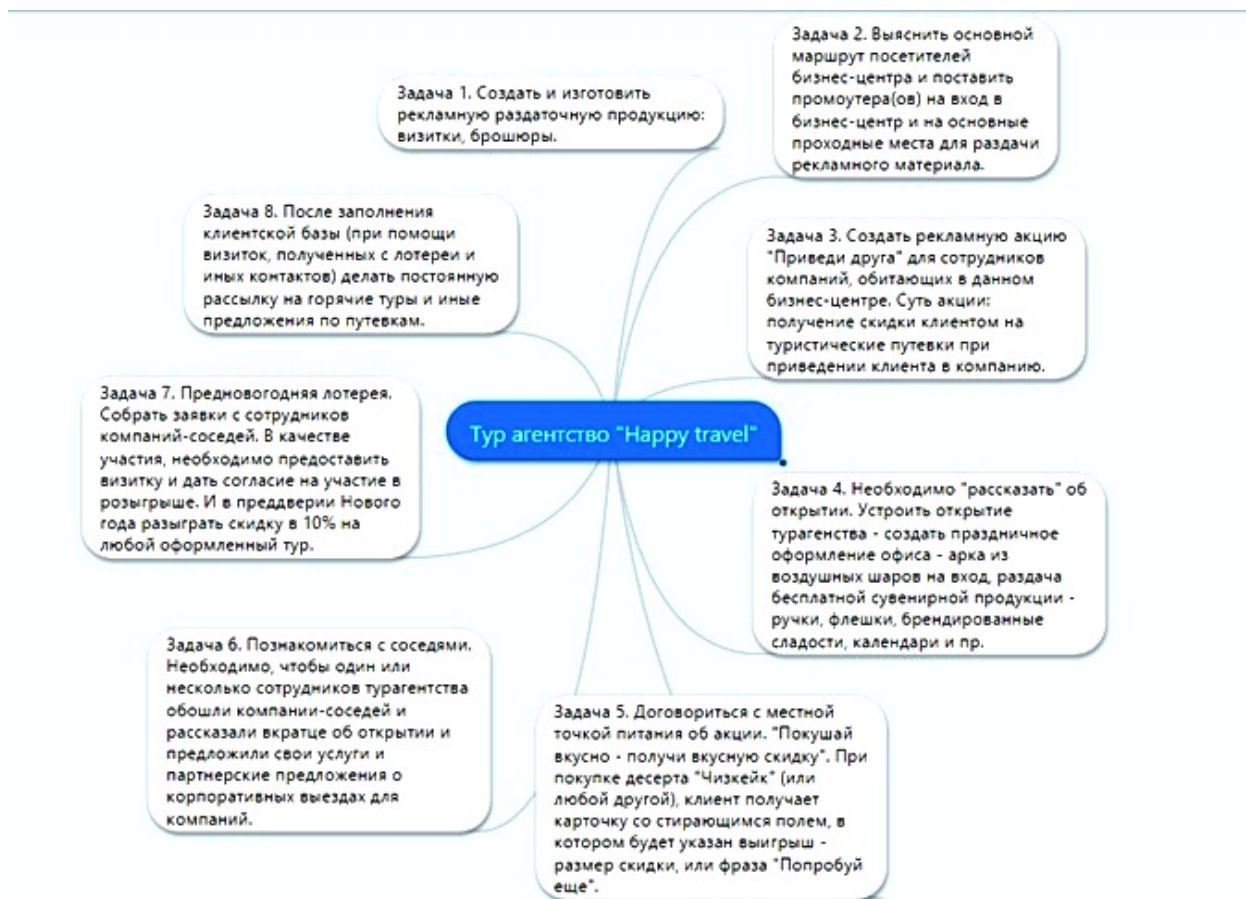 Задача 1. Создать и изготовить
рекламную раздаточную продукцию:
визитки, брошюры.
Задача 2. Выяснить основной
маршрут посетителей
бизнес-центра и поставить
промоутера(ов) на вход в
бизнес-центр и на основные
проходные места для раздачи
рекламного материала.
Задача 3. Создать рекламную акцию
"Приведи друга" для сотрудников
компаний, обитающих в данном
бизнес-центре. Суть акции:
получение скидки клиентом на
туристические путевки при
приведении клиента в компанию.
Тур агентство "Happy travel"
Задача 4. Необходимо "рассказать" об
открытии. Устроить открытие
турагенства - создать праздничное
оформление офиса - арка из
воздушных шаров на вход, раздача
бесплатной сувенирной продукции -
ручки, флешки, брендированные
сладости, календари и пр.
Задача 5. Договориться с местной
точкой питания об акции. "Покушай
вкусно - получи вкусную скидку". При
покупке десерта "Чизкейк" (или
любой другой), клиент получает
карточку со стирающимся полем, в
котором будет указан выигрыш -
размер скидки, или фраза "Попробуй
еще".
Задача 6. Познакомиться с соседями.
Необходимо, чтобы один или
несколько сотрудников турагентства
обошли компании-соседей и
рассказали вкратце об открытии и
предложили свои услуги и
партнерские предложения о
корпоративных выездах для
компаний.
Задача 7. Предновогодняя лотерея.
Собрать заявки с сотрудников
компаний-соседей. В качестве
участия, необходимо предоставить
визитку и дать согласие на участие в
розыгрыше. И в преддверии Нового
года разыграть скидку в 10% на
любой оформленный тур.
Задача 8. После заполнения
клиентской базы (при помощи
визиток, полученных с лотереи и
иных контактов) делать постоянную
рассылку на горячие туры и иные
предложения по путевкам.